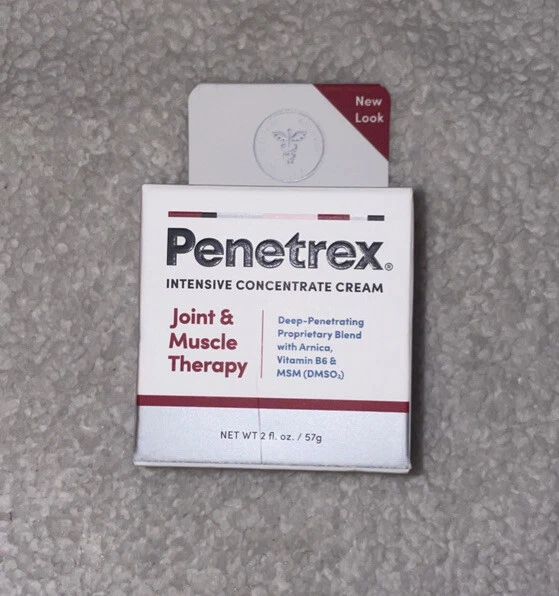 New
Look
Penetrex®
INTENSIVE CONCENTRATE CREAM
Joint &
Muscle
Therapy
Deep-Penetrating
Proprietary Blend
with Arnica,
Vitamin B6 &
MSM (DMSO₂)
NET WT 2 fl. oz. / 57g